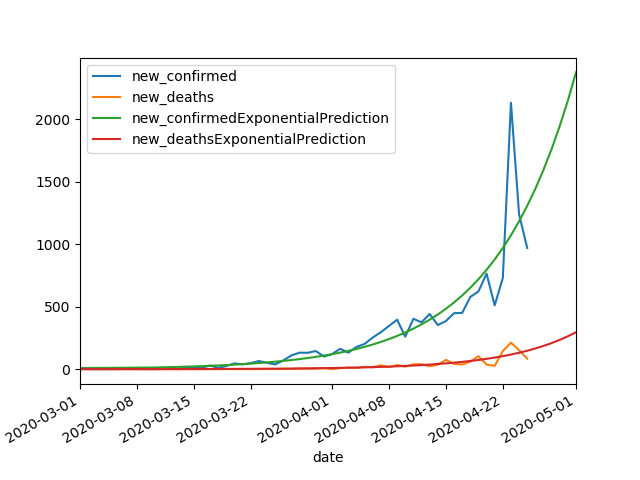 new_confirmed
new_deaths
new_confirmedExponentialPrediction
new_deathsExponentialPrediction
2000
1500
1000
500
0
2020-03-01
2020-03-08
2020-03-15
2020-03-22
2020-04-01
2020-04-08
2020-04-15
2020-04-22
2020-05-01
date